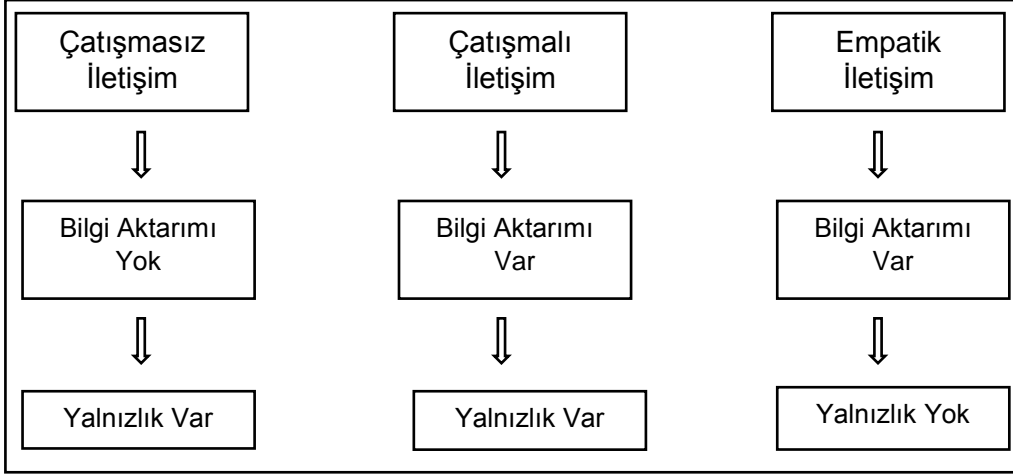 Çatışmasız
İletişim
Çatışmalı
İletişim
Empatik
İletişim
Bilgi Aktarımı
Yok
Bilgi Aktarımı
Var
Bilgi Aktarımı
Var
Yalnızlık Var
Yalnızlık Var
Yalnızlık Yok